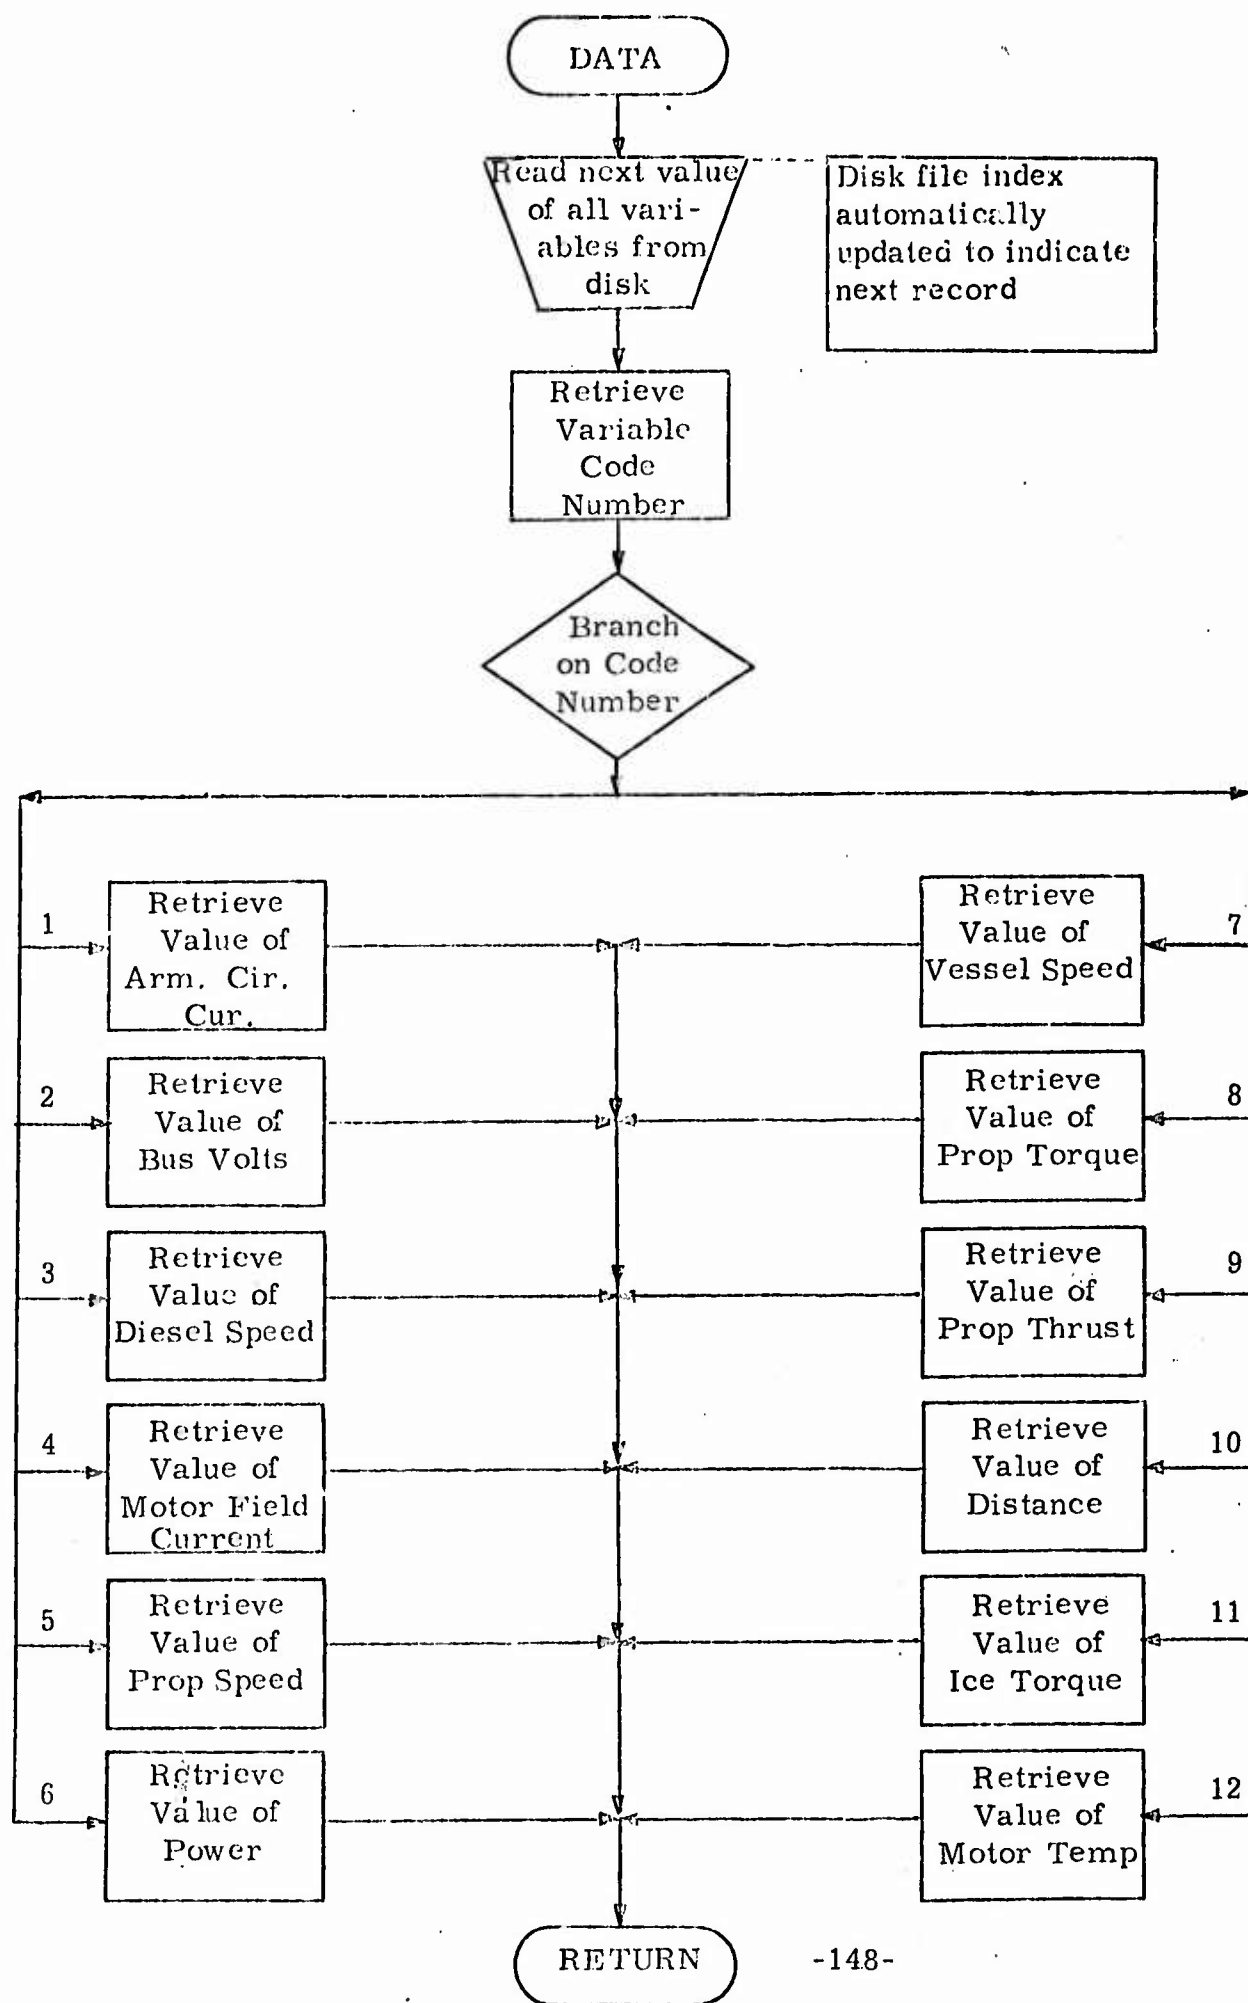 DATA
Read next value
of all vari-
ables from
disk
Disk file index
automatically
updated to indicate
next record
Retrieve
Variable
Code
Number
Branch
on Code
Number
1
Retrieve
Value of
Arm. Cir.
Cur.
Retrieve
Value of
Vessel Speed
7
2
Retrieve
Value of
Bus Volts
Retrieve
Value of
Prop Torque
8
3
Retrieve
Value of
Diesel Speed
Retrieve
Value of
Prop Thrust
9
4
Retrieve
Value of
Motor Field
Current
Retrieve
Value of
Distance
10
5
Retrieve
Value of
Prop Speed
Retrieve
Value of
Ice Torque
11
6
Retrieve
Value of
Power
Retrieve
Value of
Motor Temp
12
RETURN
-148-